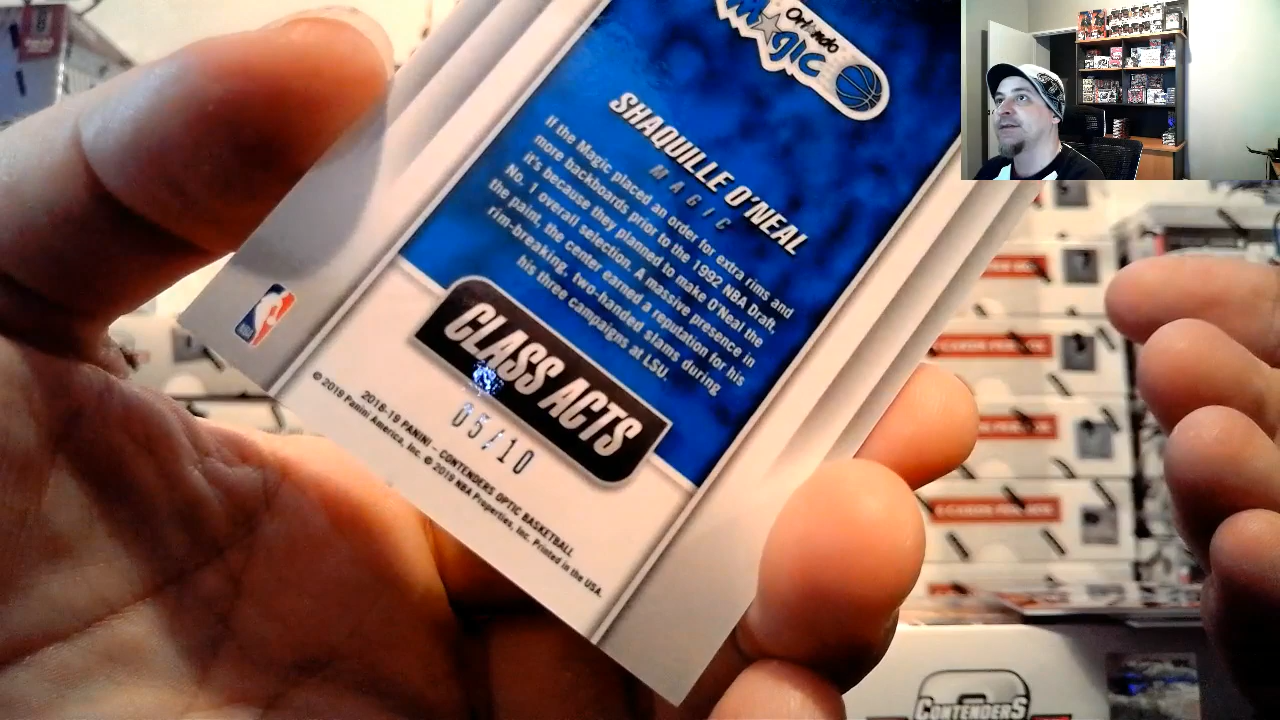 Orlando
Magic
SHAQUILLE O'NEAL
MAGIC
If the Magic placed an order for extra rims and
more backboards prior to the 1992 NBA Draft,
it's because they planned to make O'Neal the
No. 1 overall selection. A massive presence in
the paint, the center earned a reputation for his
rim-breaking, two-handed slams during
his three campaigns at LSU.
CLASS ACTS
05/10
2018-19 PANINI - CONTENDERS OPTIC BASKETBALL
© 2019 Panini America, Inc. © 2019 NBA Properties, Inc. Printed in the USA.
CONTENDERS